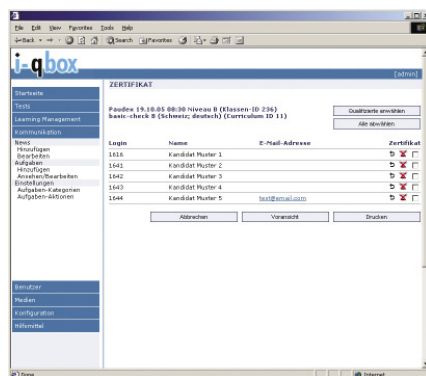 File Edit View Favorites Tools Help
Back Search Favorites
i-qbox
[admin]
ZERTIFIKAT
Startseite
Tests
Learning Management
Kommunikation
News
Hinzufügen
Bearbeiten
Aufgaben
Hinzufügen
Ansehen/Bearbeiten
Einstellungen
Aufgaben-Kategorien
Aufgaben-Aktionen
Benutzer
Medien
Konfiguration
Hilfsmittel
Paudex 19.10.05 08:30 Niveau B (Klassen-ID 236)
basic-check B (Schweiz; deutsch) (Curriculum ID 11)
Qualifizierte anwählen
Alle abwählen
Login Name E-Mail-Adresse Zertifikat
1616 Kandidat Muster 1
1641 Kandidat Muster 2
1642 Kandidat Muster 3
1643 Kandidat Muster 4
1644 Kandidat Muster 5 test@email.com
Abbrechen Voransicht Drucken
Done Internet